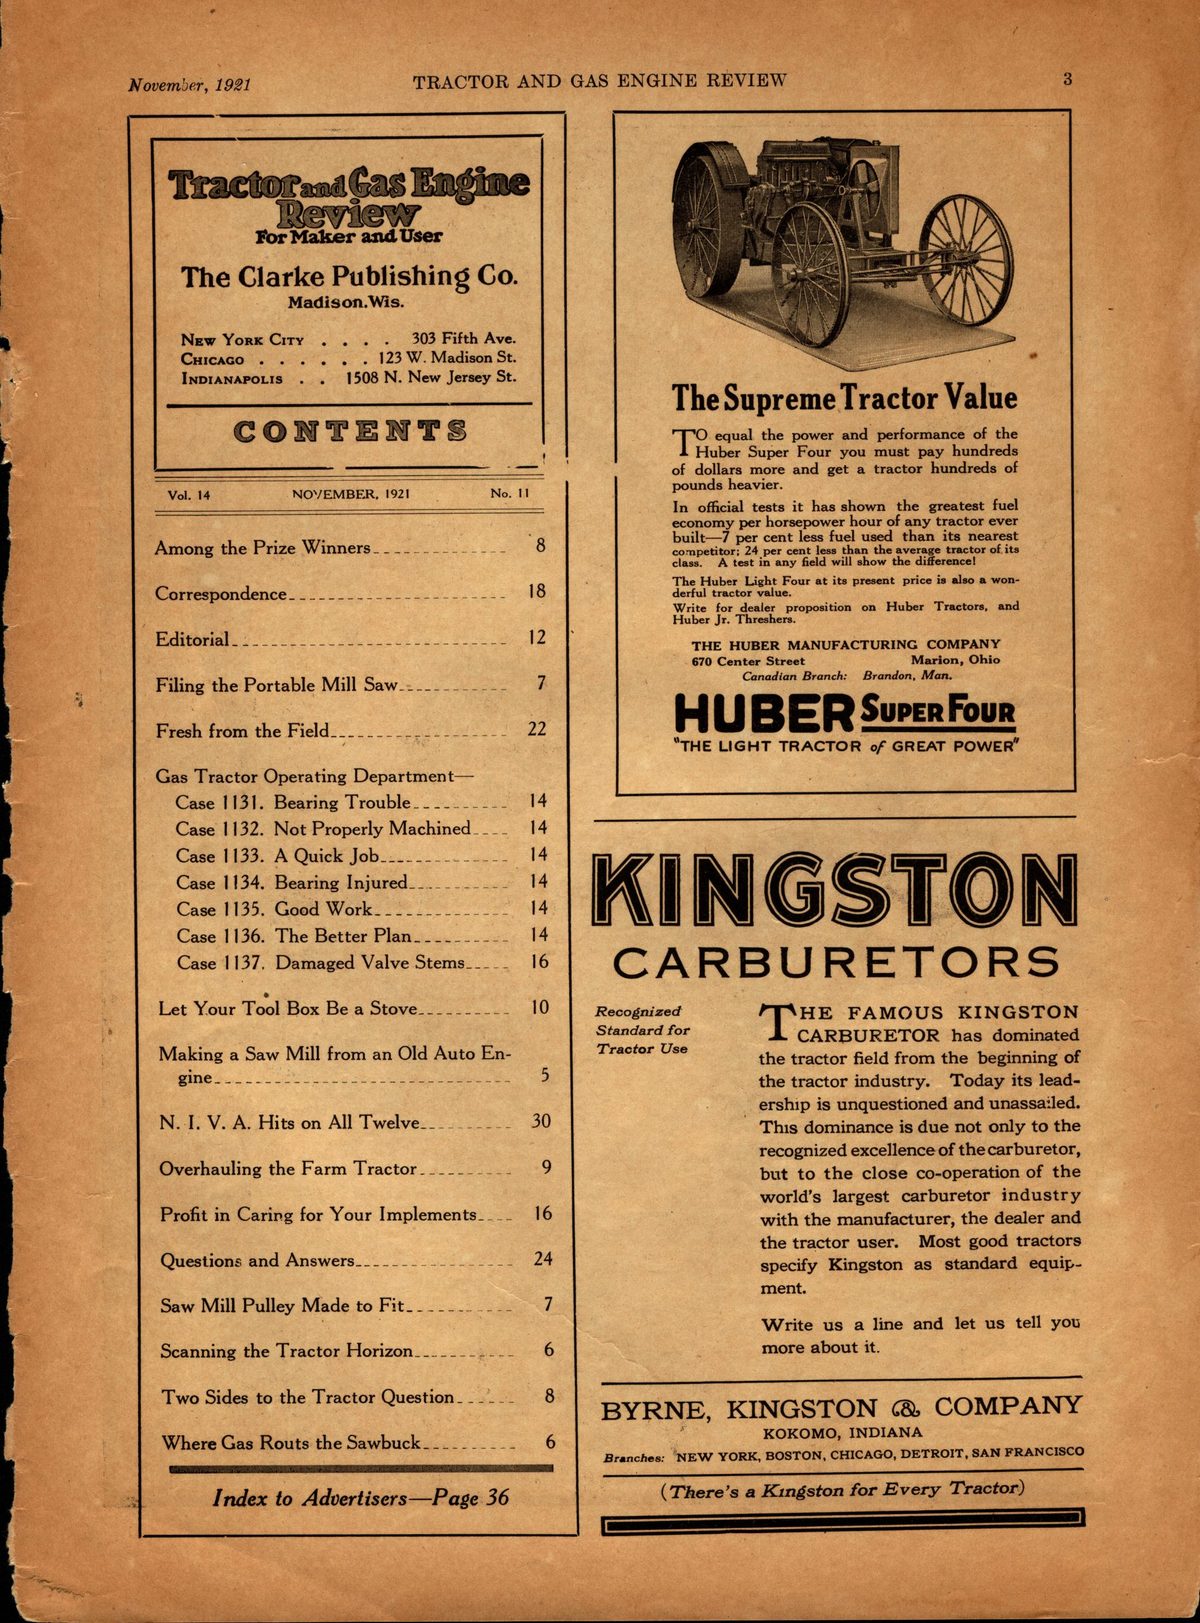 November, 1921
TRACTOR AND GAS ENGINE REVIEW
3
Tractor and Gas Engine
Review
For Maker and User
The Clarke Publishing Co.
Madison.Wis.
New York City . . . . 303 Fifth Ave.
Chicago . . . . . . 123 W. Madison St.
Indianapolis . . 1508 N. New Jersey St.
CONTENTS
Vol. 14 NOVEMBER, 1921 No. 11
Among the Prize Winners 8
Correspondence 18
Editorial 12
Filing the Portable Mill Saw 7
Fresh from the Field 22
Gas Tractor Operating Department—
Case 1131. Bearing Trouble 14
Case 1132. Not Properly Machined 14
Case 1133. A Quick Job 14
Case 1134. Bearing Injured 14
Case 1135. Good Work 14
Case 1136. The Better Plan 14
Case 1137. Damaged Valve Stems 16
Let Your Tool Box Be a Stove 10
Making a Saw Mill from an Old Auto En-
gine 5
N. I. V. A. Hits on All Twelve 30
Overhauling the Farm Tractor 9
Profit in Caring for Your Implements 16
Questions and Answers 24
Saw Mill Pulley Made to Fit 7
Scanning the Tractor Horizon 6
Two Sides to the Tractor Question 8
Where Gas Routs the Sawbuck 6
Index to Advertisers—Page 36
The Supreme Tractor Value
TO equal the power and performance of the
Huber Super Four you must pay hundreds
of dollars more and get a tractor hundreds of
pounds heavier.
In official tests it has shown the greatest fuel
economy per horsepower hour of any tractor ever
built—7 per cent less fuel used than its nearest
competitor; 24 per cent less than the average tractor of its
class. A test in any field will show the difference!
The Huber Light Four at its present price is also a won-
derful tractor value.
Write for dealer proposition on Huber Tractors, and
Huber Jr. Threshers.
THE HUBER MANUFACTURING COMPANY
670 Center Street Marion, Ohio
Canadian Branch: Brandon, Man.
HUBER SUPER FOUR
"THE LIGHT TRACTOR of GREAT POWER"
KINGSTON
CARBURETORS
Recognized
Standard for
Tractor Use
THE FAMOUS KINGSTON
CARBURETOR has dominated
the tractor field from the beginning of
the tractor industry. Today its lead-
ership is unquestioned and unassailed.
This dominance is due not only to the
recognized excellence of the carburetor,
but to the close co-operation of the
world's largest carburetor industry
with the manufacturer, the dealer and
the tractor user. Most good tractors
specify Kingston as standard equip-
ment.
Write us a line and let us tell you
more about it.
BYRNE, KINGSTON & COMPANY
KOKOMO, INDIANA
Branches: NEW YORK, BOSTON, CHICAGO, DETROIT, SAN FRANCISCO
(There's a Kingston for Every Tractor)